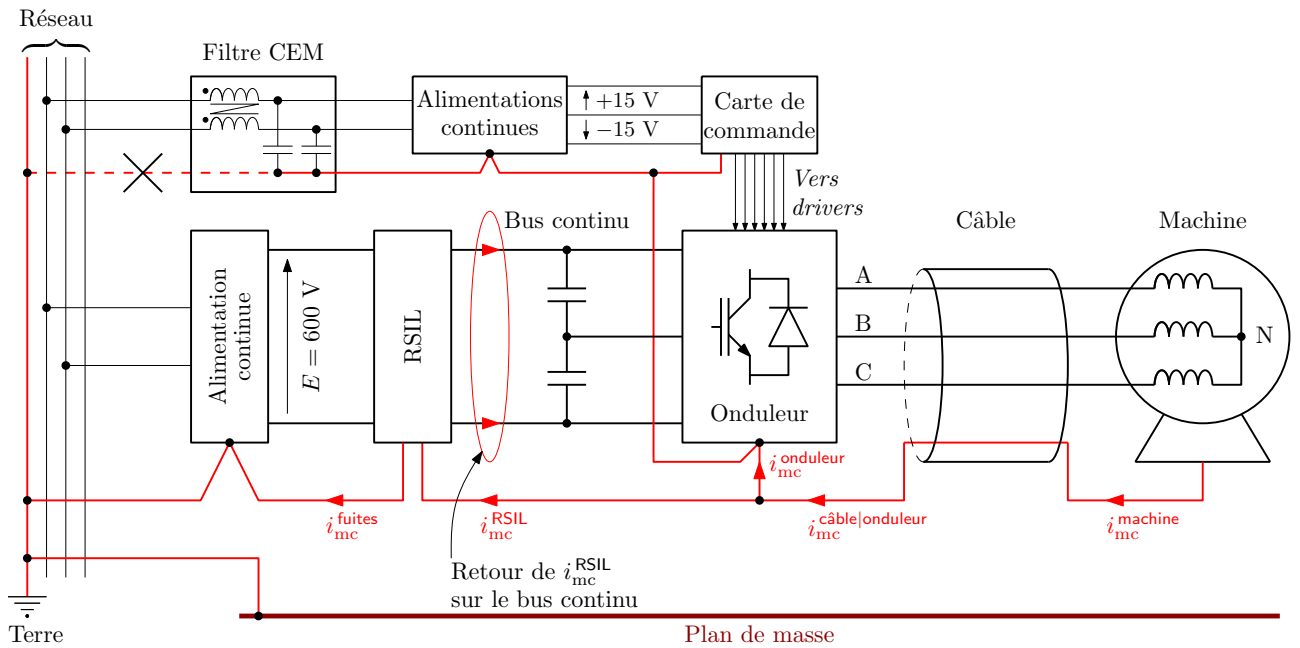 Réseau
Filtre CEM
Alimentations
continues
+15 V
−15 V
Carte de
commande
Vers
drivers
Bus continu
Câble
Machine
Alimentation
continue
E = 600 V
RSIL
A
B
C
N
Onduleur
i_mc^onduleur
i_mc^fuites
i_mc^RSIL
i_mc^câble|onduleur
i_mc^machine
Retour de i_mc^RSIL
sur le bus continu
Terre
Plan de masse